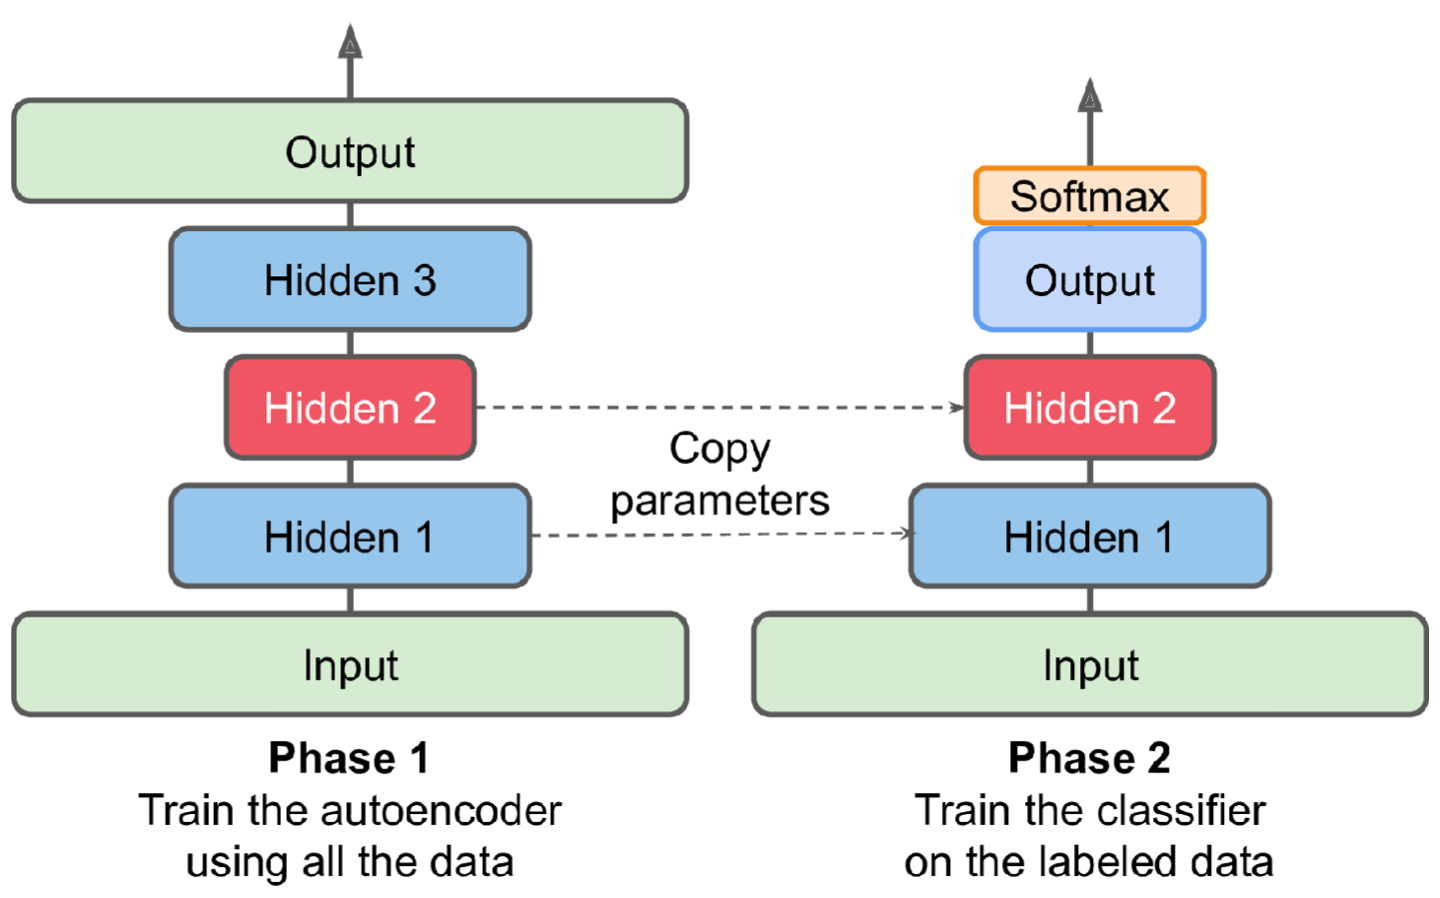 Output
Hidden 3
Hidden 2
Hidden 1
Input
Phase 1
Train the autoencoder
using all the data
Copy
parameters
Softmax
Output
Hidden 2
Hidden 1
Input
Phase 2
Train the classifier
on the labeled data